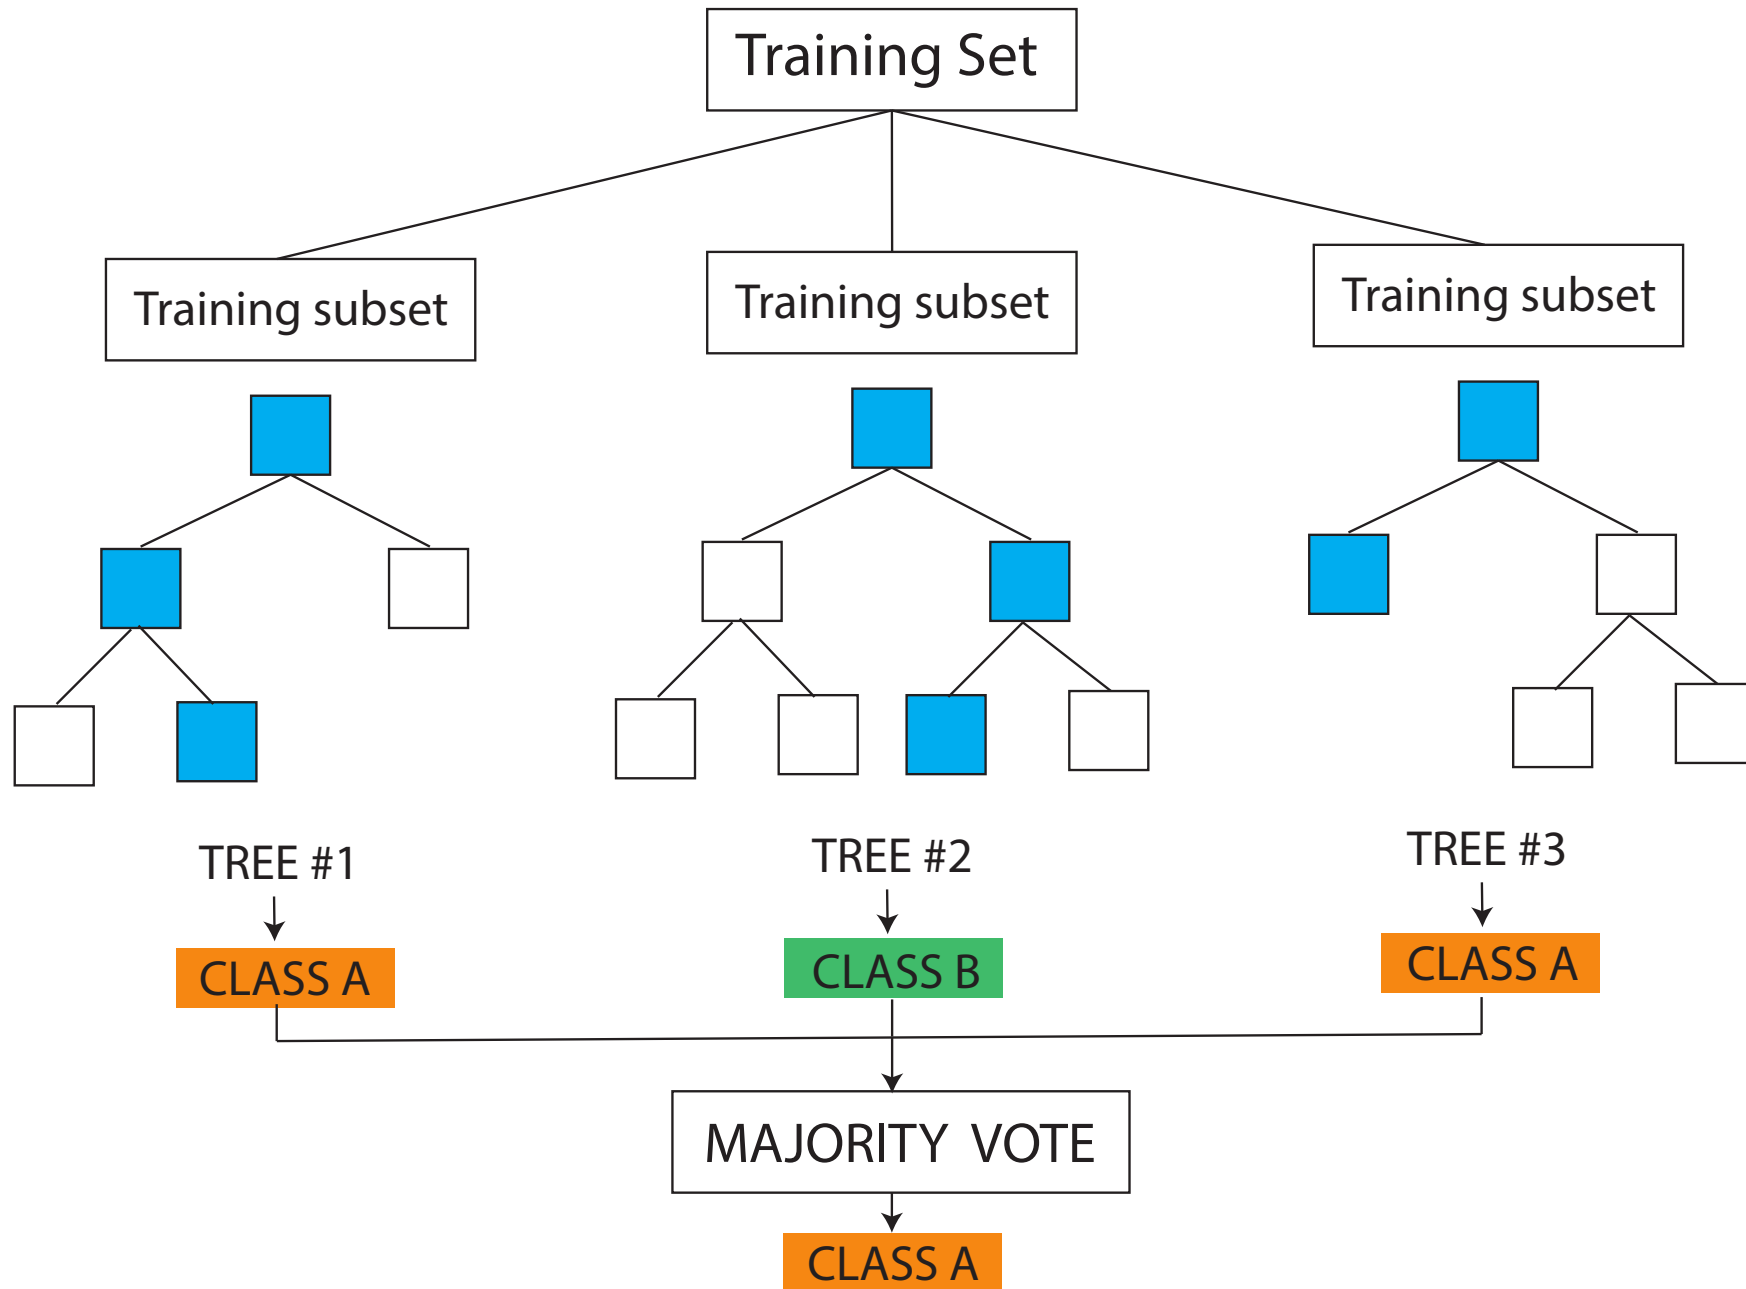 Training Set
Training subset
Training subset
Training subset
TREE #1
TREE #2
TREE #3
CLASS A
CLASS B
CLASS A
MAJORITY VOTE
CLASS A